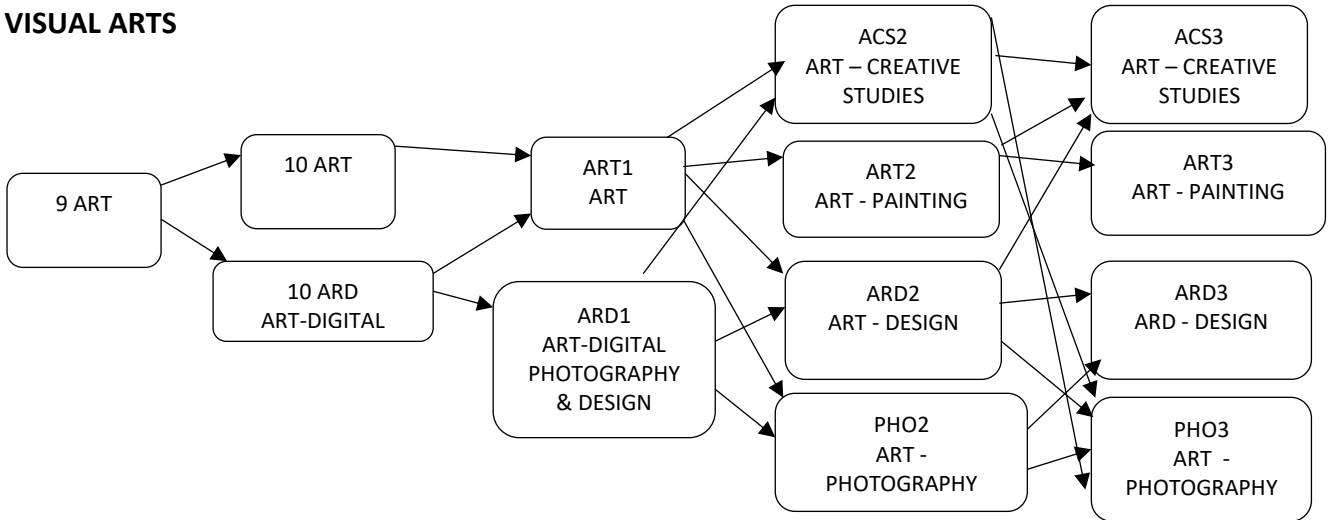 VISUAL ARTS
9 ART
10 ART
10 ARD
ART-DIGITAL
ART1
ART
ARD1
ART-DIGITAL
PHOTOGRAPHY
& DESIGN
ACS2
ART – CREATIVE
STUDIES
ART2
ART - PAINTING
ARD2
ART - DESIGN
PHO2
ART -
PHOTOGRAPHY
ACS3
ART – CREATIVE
STUDIES
ART3
ART - PAINTING
ARD3
ARD - DESIGN
PHO3
ART -
PHOTOGRAPHY